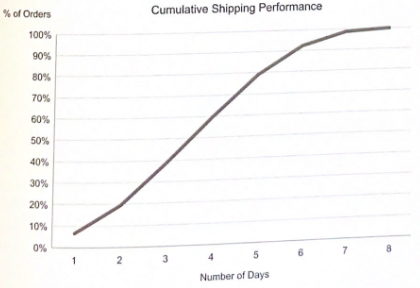 % of Orders
Cumulative Shipping Performance
100%
90%
80%
70%
60%
50%
40%
30%
20%
10%
0%
1 2 3 4 5 6 7 8
Number of Days